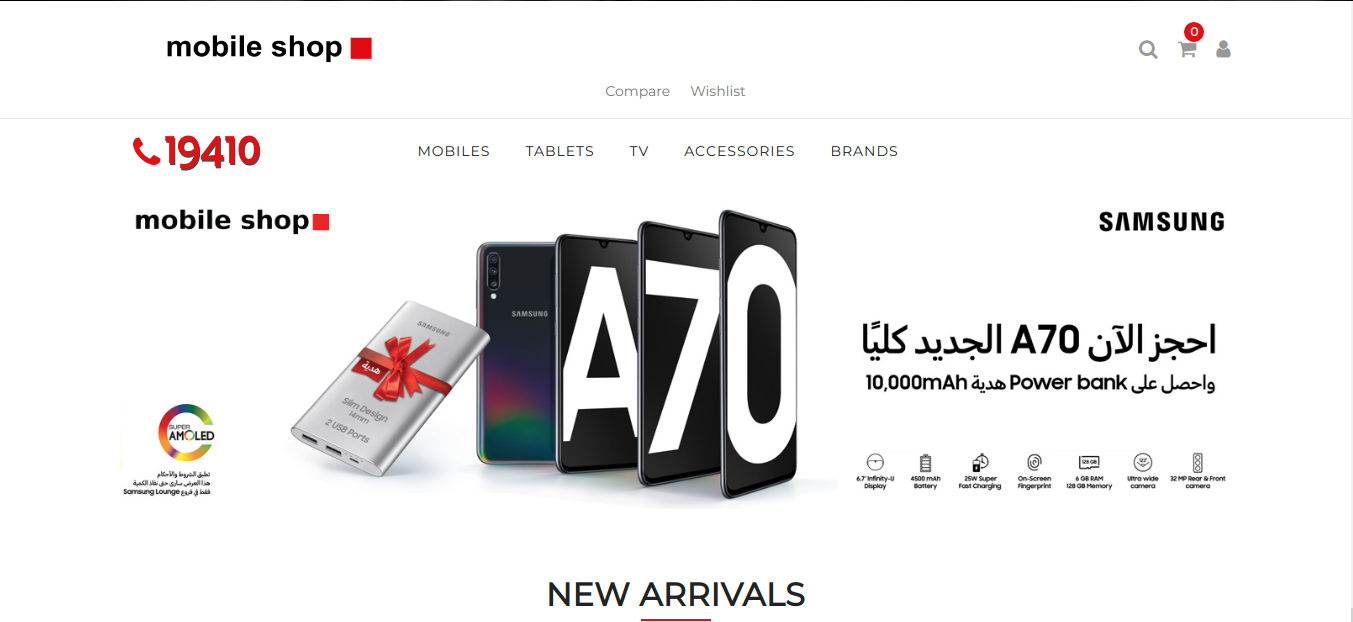 mobile shop
0
Compare Wishlist
19410
MOBILES TABLETS TV ACCESSORIES BRANDS
mobile shop
SAMSUNG
SAMSUNG
A70
SAMSUNG
هدية
Slim Design
14mm
2 USB Ports
احجز الآن A70 الجديد كليًا
واحصل على Power bank هدية 10,000mAh
SUPER
AMOLED
تطبق الشروط والأحكام
هذا العرض ساري حتى نفاذ الكمية
فقط في فروع Samsung Lounge
6.7" Infinity-U
Display
4500 mAh
Battery
25W Super
Fast Charging
On-Screen
Fingerprint
128 GB
6 GB RAM
128 GB Memory
123°
Ultra wide
camera
32 MP Rear & Front
camera
NEW ARRIVALS